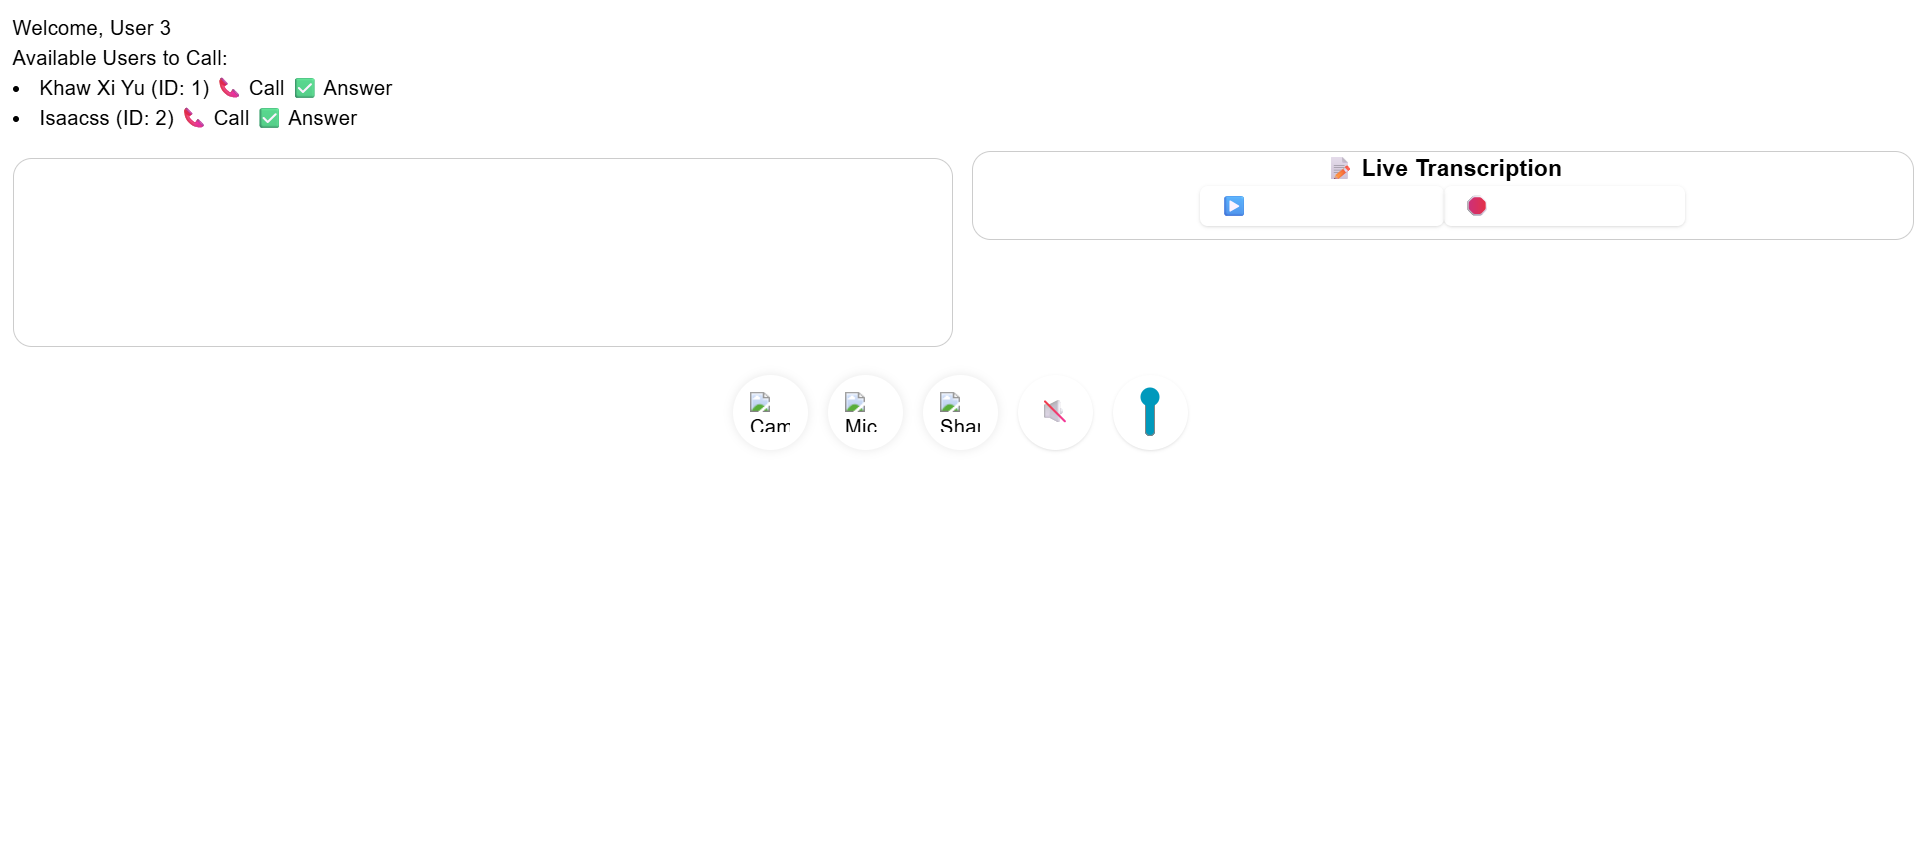 Welcome, User 3
Available Users to Call:
• Khaw Xi Yu (ID: 1) 📞 Call ✅ Answer
• Isaacss (ID: 2) 📞 Call ✅ Answer
📝 Live Transcription
Cam
Mic